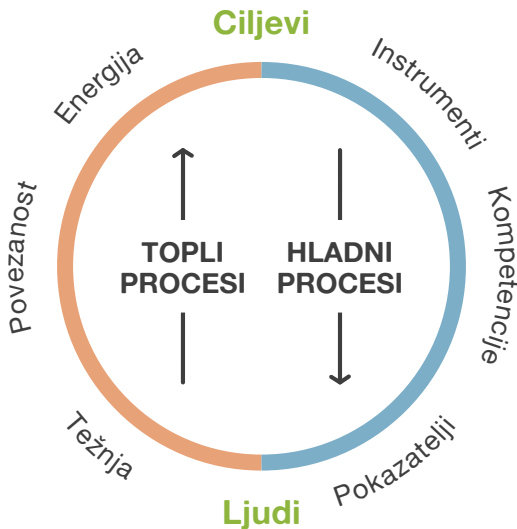 Ciljevi
Energija
Instrumenti
Povezanost
Kompetencije
TOPLI
PROCESI
HLADNI
PROCESI
Težnja
Pokazatelji
Ljudi